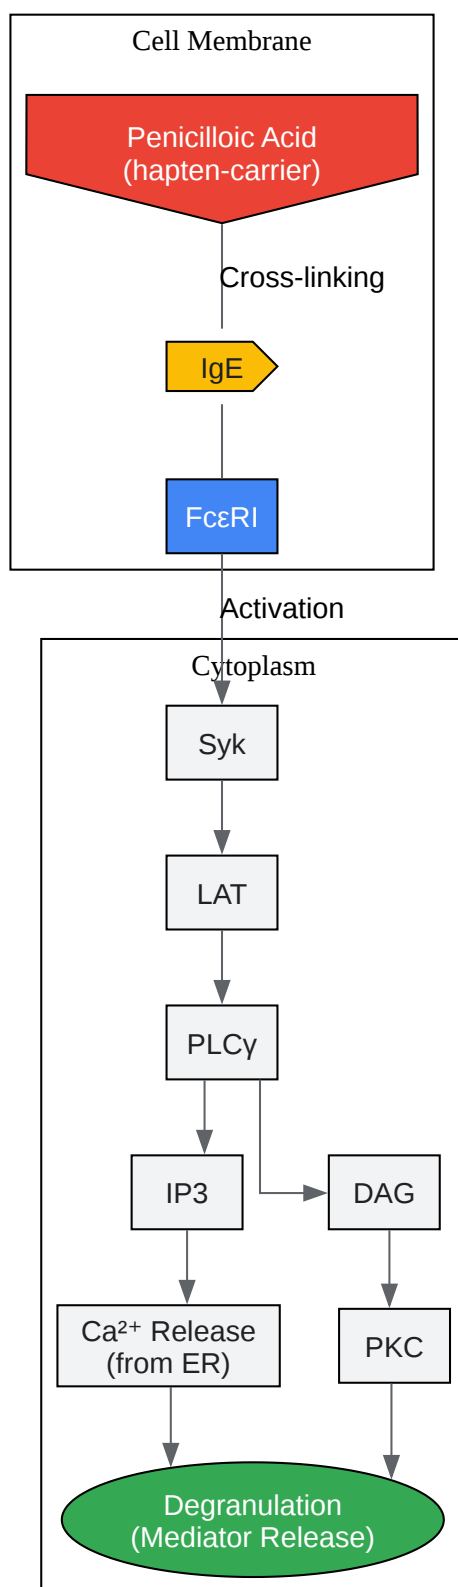 Cell Membrane
Penicilloic Acid
(hapten-carrier)
Cross-linking
IgE
FcεRI
Activation
Cytoplasm
Syk
LAT
PLCγ
IP3
DAG
Ca²⁺ Release
(from ER)
PKC
Degranulation
(Mediator Release)